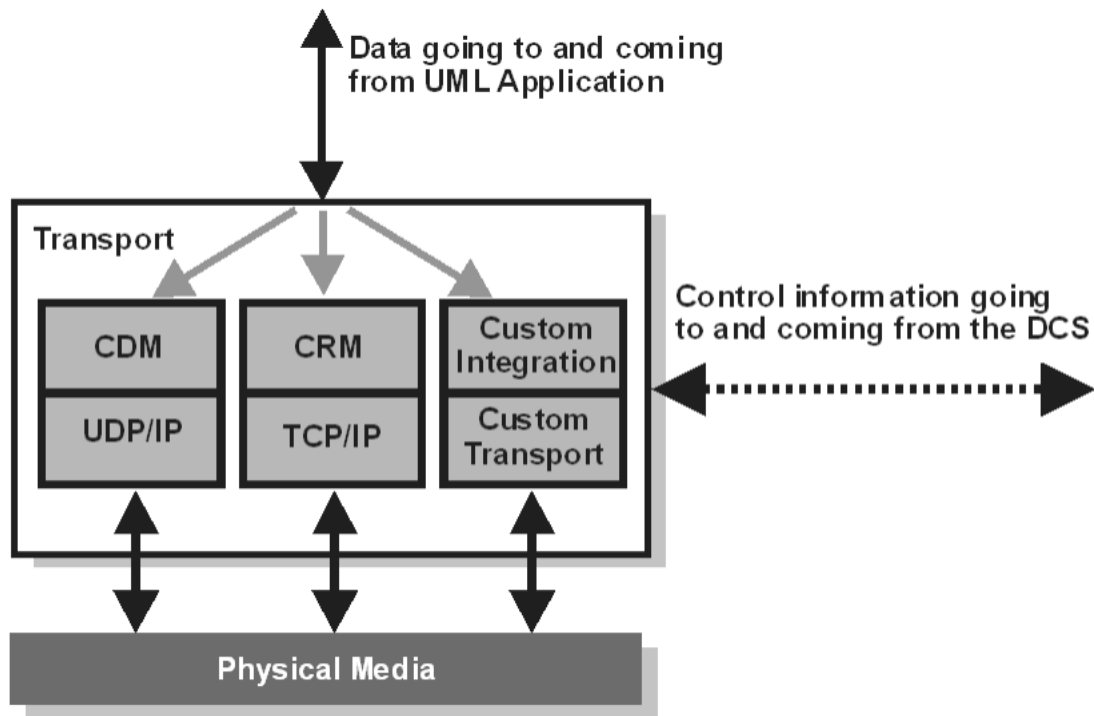 Data going to and coming
from UML Application
Transport
Control information going
to and coming from the DCS
CDM
CRM
Custom
Integration
UDP/IP
TCP/IP
Custom
Transport
Physical Media